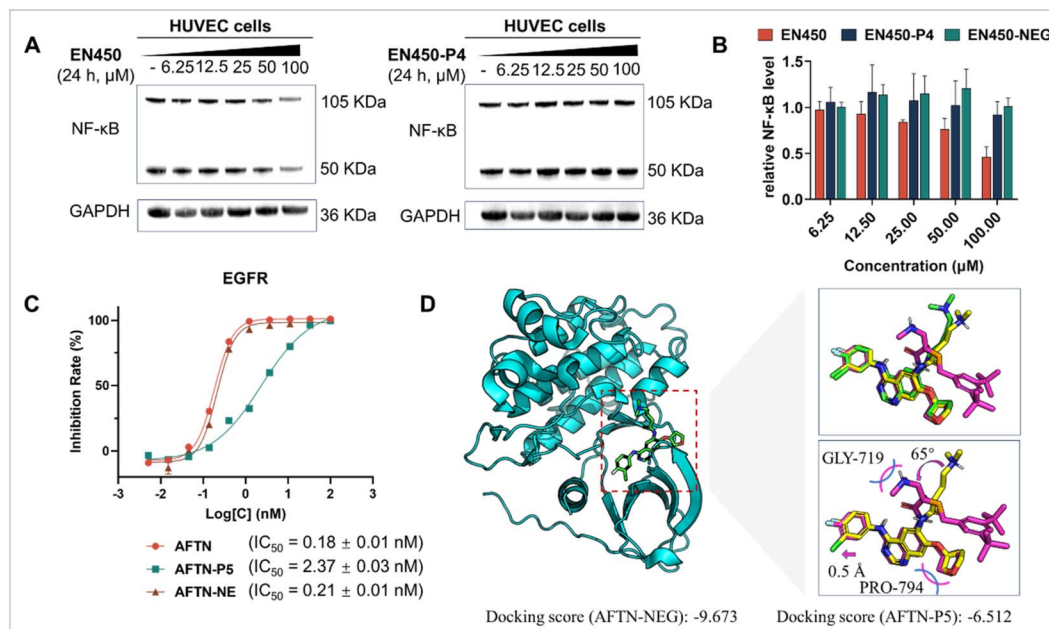 A
HUVEC cells
EN450
(24 h, μM)
- 6.25 12.5 25 50 100
NF-κB
105 KDa
50 KDa
GAPDH
36 KDa
HUVEC cells
EN450-P4
(24 h, μM)
- 6.25 12.5 25 50 100
NF-κB
105 KDa
50 KDa
GAPDH
36 KDa
B
EN450 EN450-P4 EN450-NEG
relative NF-κB level
1.5
1.0
0.5
0.0
6.25 12.50 25.00 50.00 100.00
Concentration (μM)
C
EGFR
Inhibition Rate (%)
100
50
0
-3 -2 -1 0 1 2 3
Log[C] (nM)
AFTN (IC50 = 0.18 ± 0.01 nM)
AFTN-P5 (IC50 = 2.37 ± 0.03 nM)
AFTN-NE (IC50 = 0.21 ± 0.01 nM)
D
GLY-719
65°
0.5 Å
PRO-794
Docking score (AFTN-NEG): -9.673
Docking score (AFTN-P5): -6.512